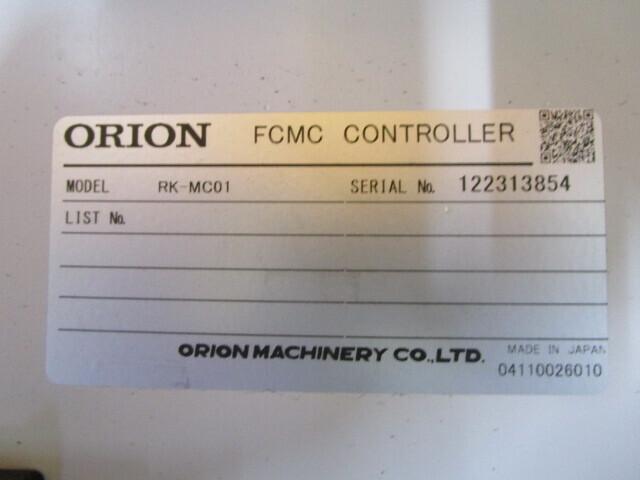 ORION FCMC CONTROLLER
MODEL RK-MC01 SERIAL No. 122313854
LIST No.
ORION MACHINERY CO.,LTD. MADE IN JAPAN
04110026010